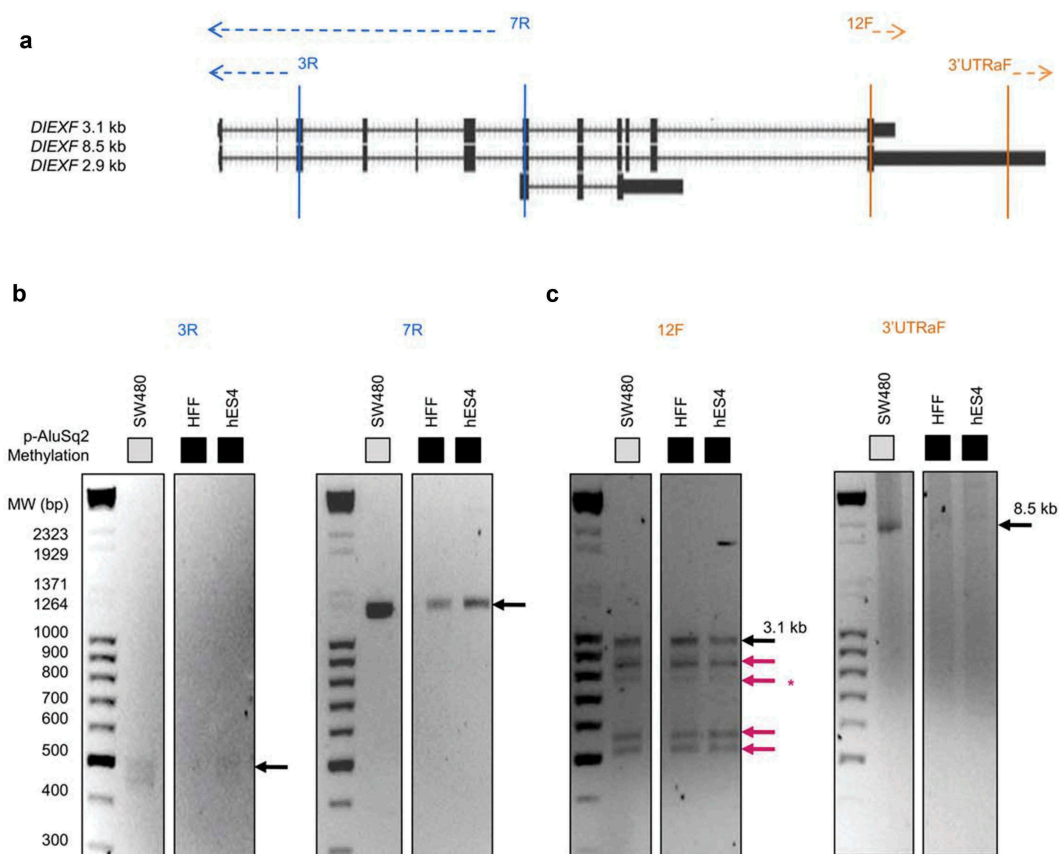 a
7R
12F
3R
3'UTRaF
DIEXF 3.1 kb
DIEXF 8.5 kb
DIEXF 2.9 kb
b
c
3R
7R
12F
3'UTRaF
SW480
HFF
hES4
SW480
HFF
hES4
SW480
HFF
hES4
SW480
HFF
hES4
p-AluSq2
Methylation
MW (bp)
2323
1929
1371
1264
1000
900
800
700
600
500
400
300
3.1 kb
*
8.5 kb